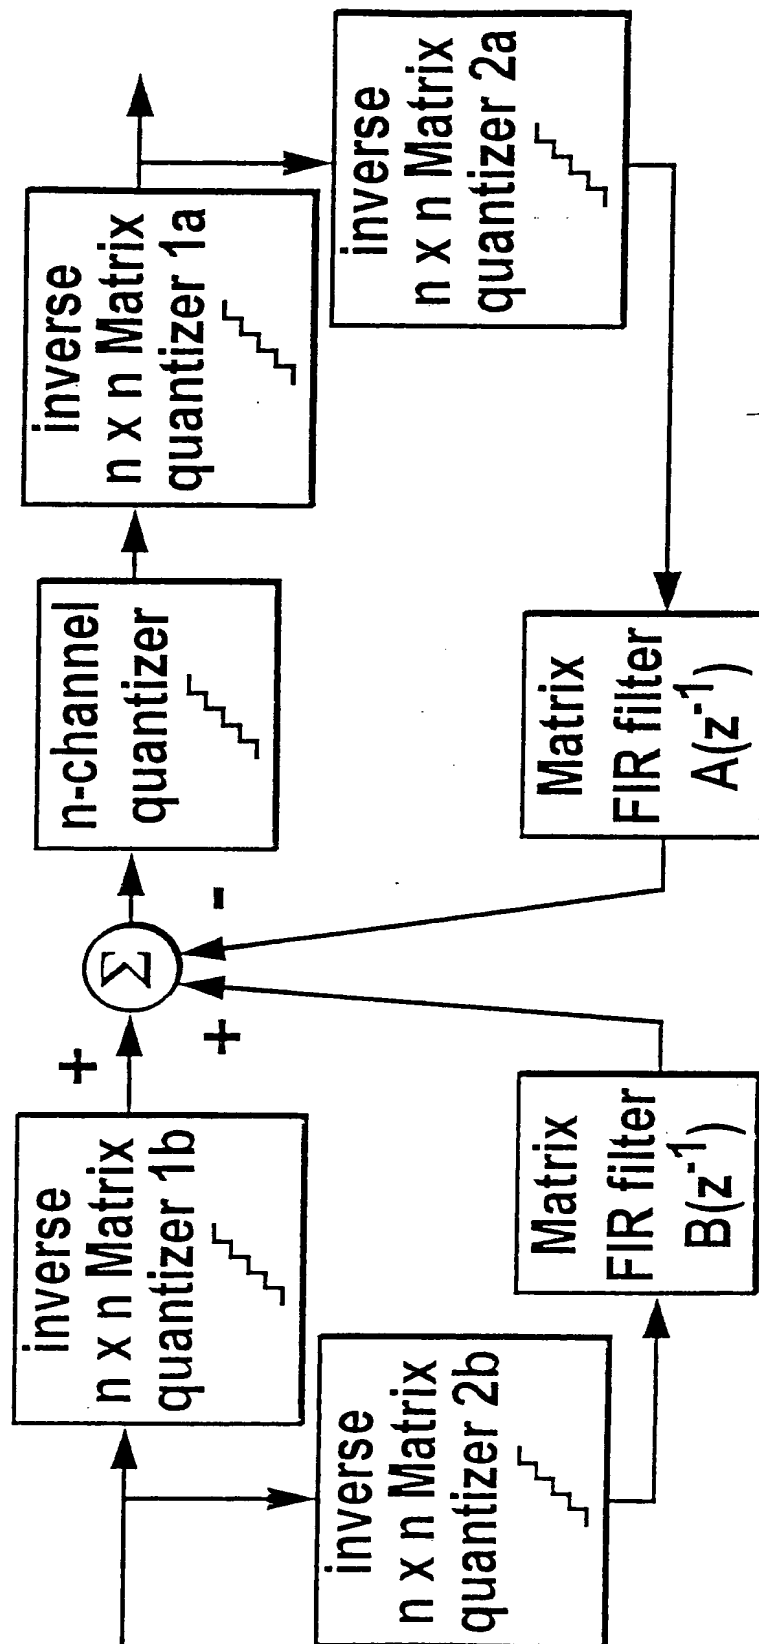 inverse
n x n Matrix
quantizer 1b
+
Σ
+
-
n-channel
quantizer
inverse
n x n Matrix
quantizer 1a
inverse
n x n Matrix
quantizer 2b
Matrix
FIR filter
B(z⁻¹)
Matrix
FIR filter
A(z⁻¹)
inverse
n x n Matrix
quantizer 2a